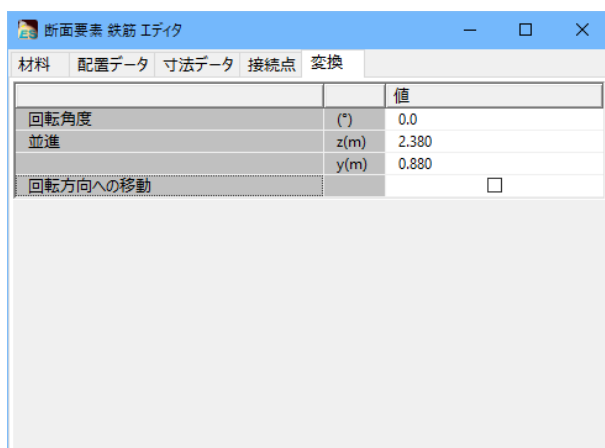 断面要素 鉄筋 エディタ
材料 配置データ 寸法データ 接続点 変換
値
回転角度 (°) 0.0
並進 z(m) 2.380
y(m) 0.880
回転方向への移動